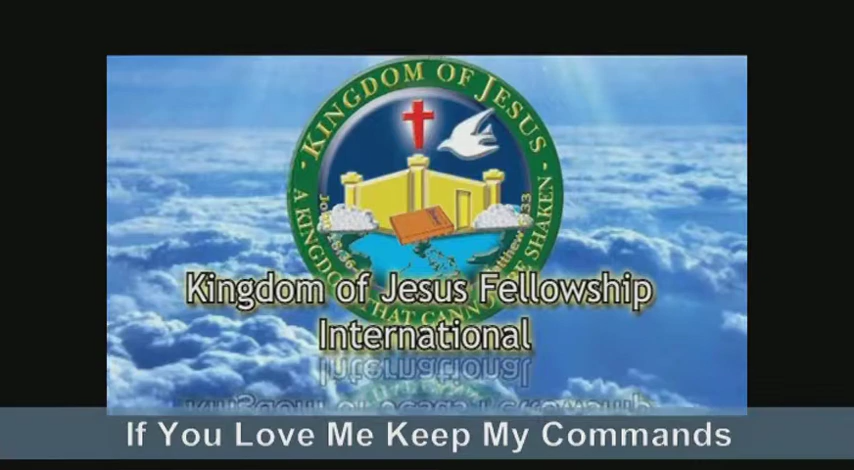 KINGDOM OF JESUS
A KINGDOM THAT CANNOT BE SHAKEN
Kingdom of Jesus Fellowship
International
If You Love Me Keep My Commands